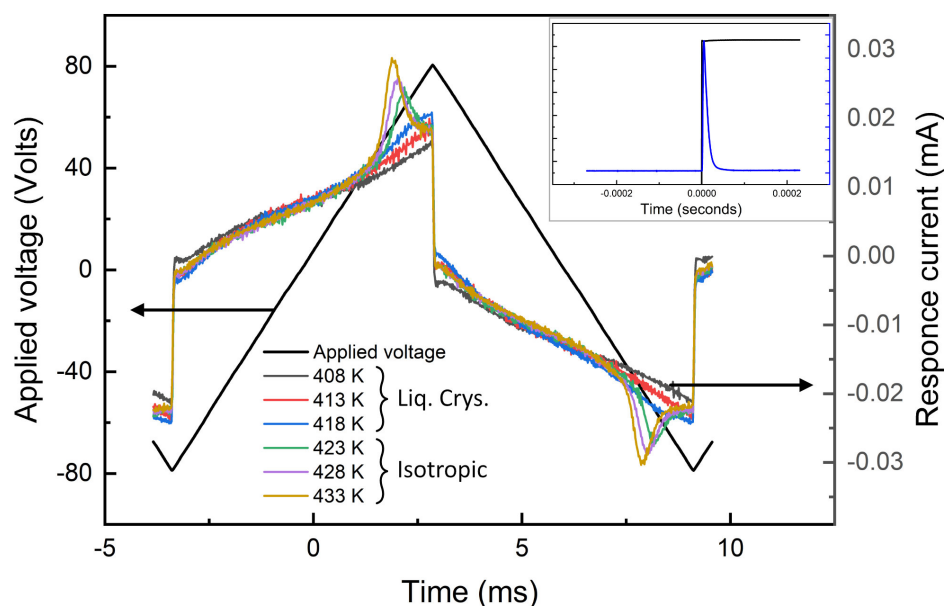 Applied voltage (Volts)
80
40
0
-40
-80
-5
0
5
10
Time (ms)
Responce current (mA)
0.03
0.02
0.01
0.00
-0.01
-0.02
-0.03
Applied voltage
408 K
413 K
418 K
Liq. Crys.
423 K
428 K
433 K
Isotropic
-0.0002
0.0000
0.0002
Time (seconds)